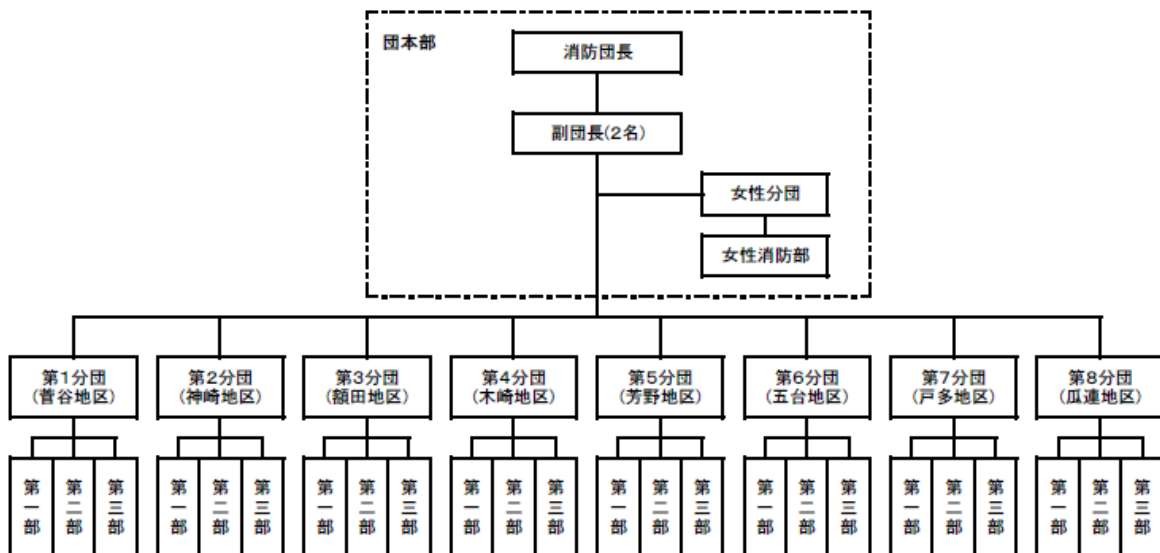 団本部
消防団長
副団長(2名)
女性分団
女性消防部
第1分団
(菅谷地区)
第2分団
(神崎地区)
第3分団
(額田地区)
第4分団
(木崎地区)
第5分団
(芳野地区)
第6分団
(五台地区)
第7分団
(戸多地区)
第8分団
(瓜連地区)
第一部
第二部
第三部
第一部
第二部
第三部
第一部
第二部
第三部
第一部
第二部
第三部
第一部
第二部
第三部
第一部
第二部
第三部
第一部
第二部
第三部
第一部
第二部
第三部